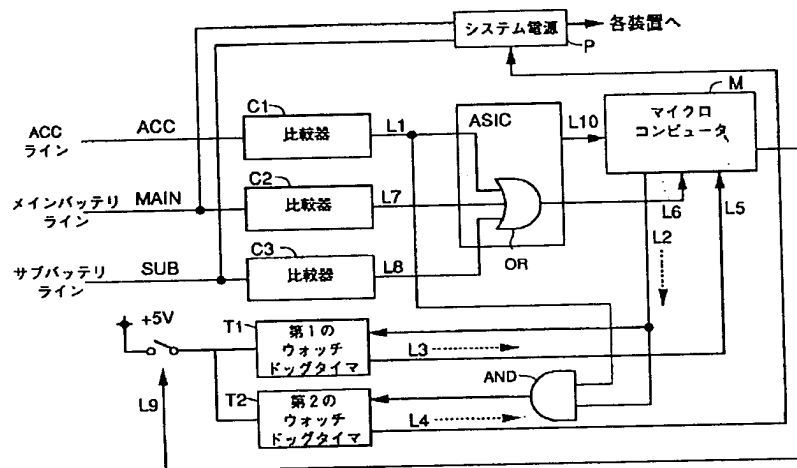 システム電源
各装置へ
P
M
ACC
ライン
ACC
C1
比較器
L1
ASIC
L10
マイクロ
コンピュータ
メインバッテリ
ライン
MAIN
C2
比較器
L7
L6
L5
サブバッテリ
ライン
SUB
C3
比較器
L8
OR
L2
+5V
T1
第1の
ウォッチ
ドッグタイマ
L3
AND
L9
T2
第2の
ウォッチ
ドッグタイマ
L4